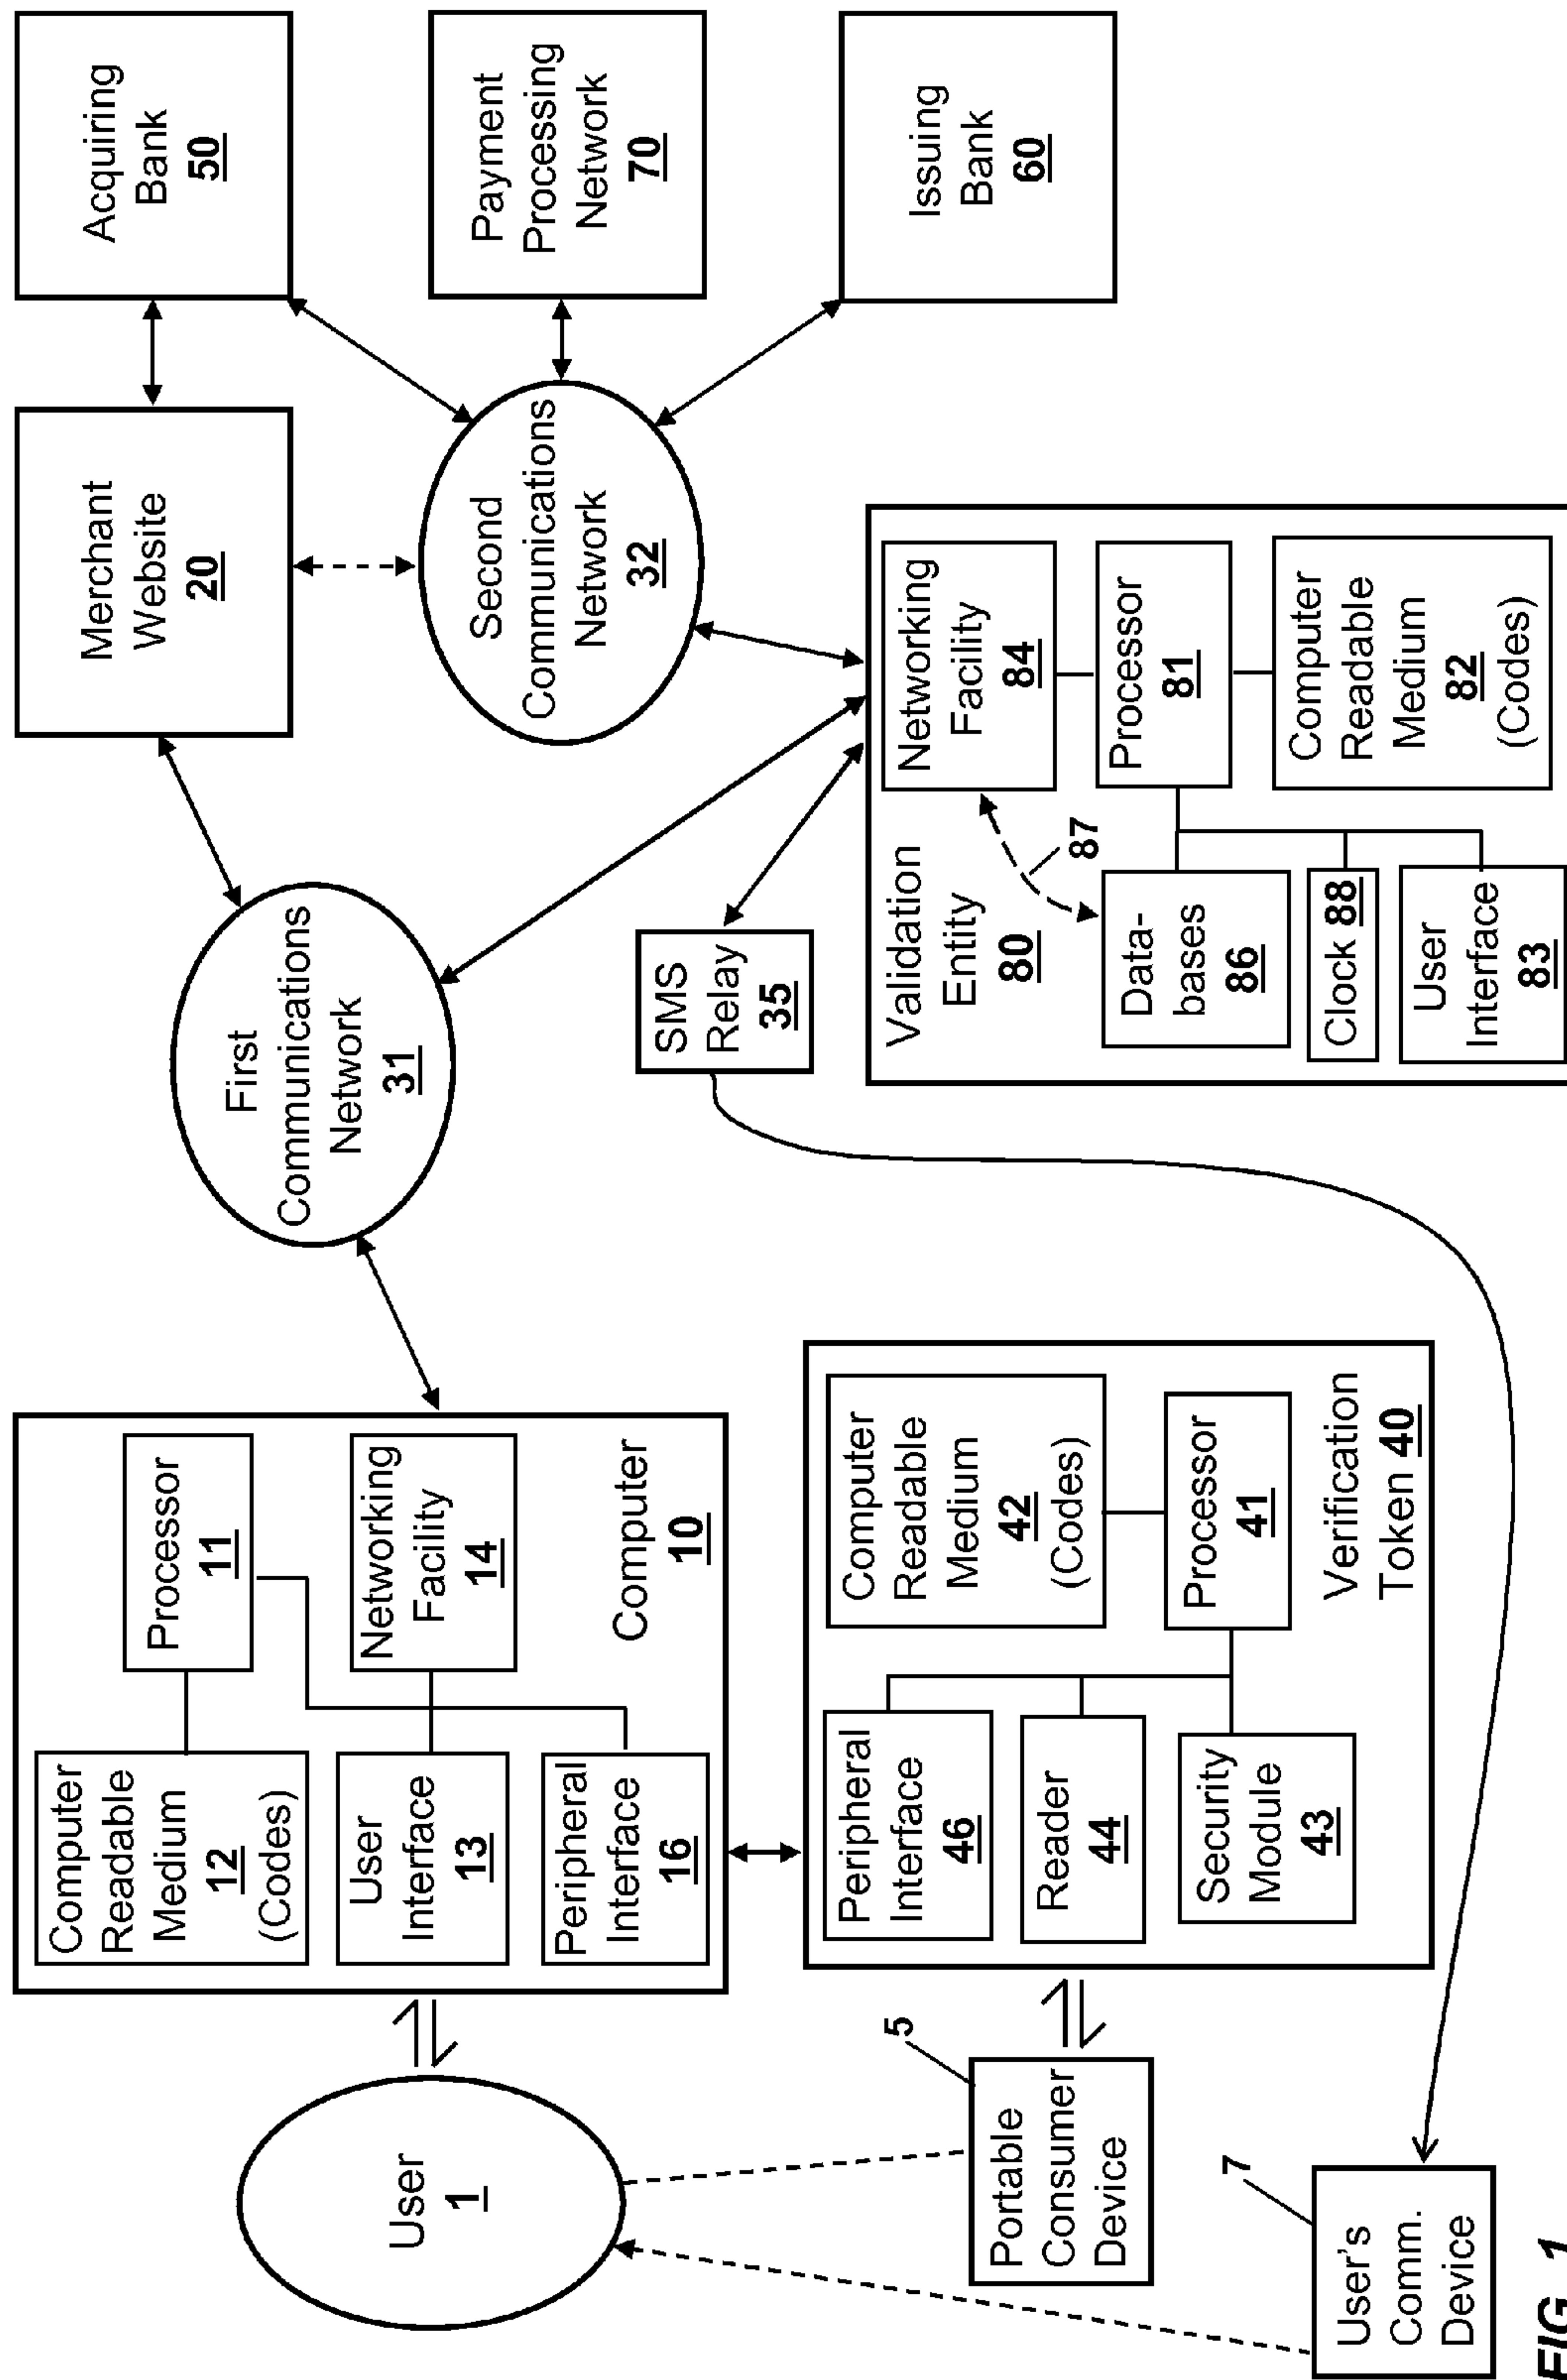 User
1
Computer
Readable
Medium
12
(Codes)
Processor
11
User
Interface
13
Networking
Facility
14
Peripheral
Interface
16
Computer
10
First
Communications
Network
31
Merchant
Website
20
Acquiring
Bank
50
Second
Communications
Network
32
Payment
Processing
Network
70
Issuing
Bank
60
SMS
Relay
35
Portable
Consumer
Device
5
Peripheral
Interface
46
Reader
44
Security
Module
43
Computer
Readable
Medium
42
(Codes)
Processor
41
Verification
Token 40
Validation
Entity
80
Networking
Facility
84
87
Data-
bases
86
Processor
81
Clock 88
User
Interface
83
Computer
Readable
Medium
82
(Codes)
User's
Comm.
Device
7
FIG. 1